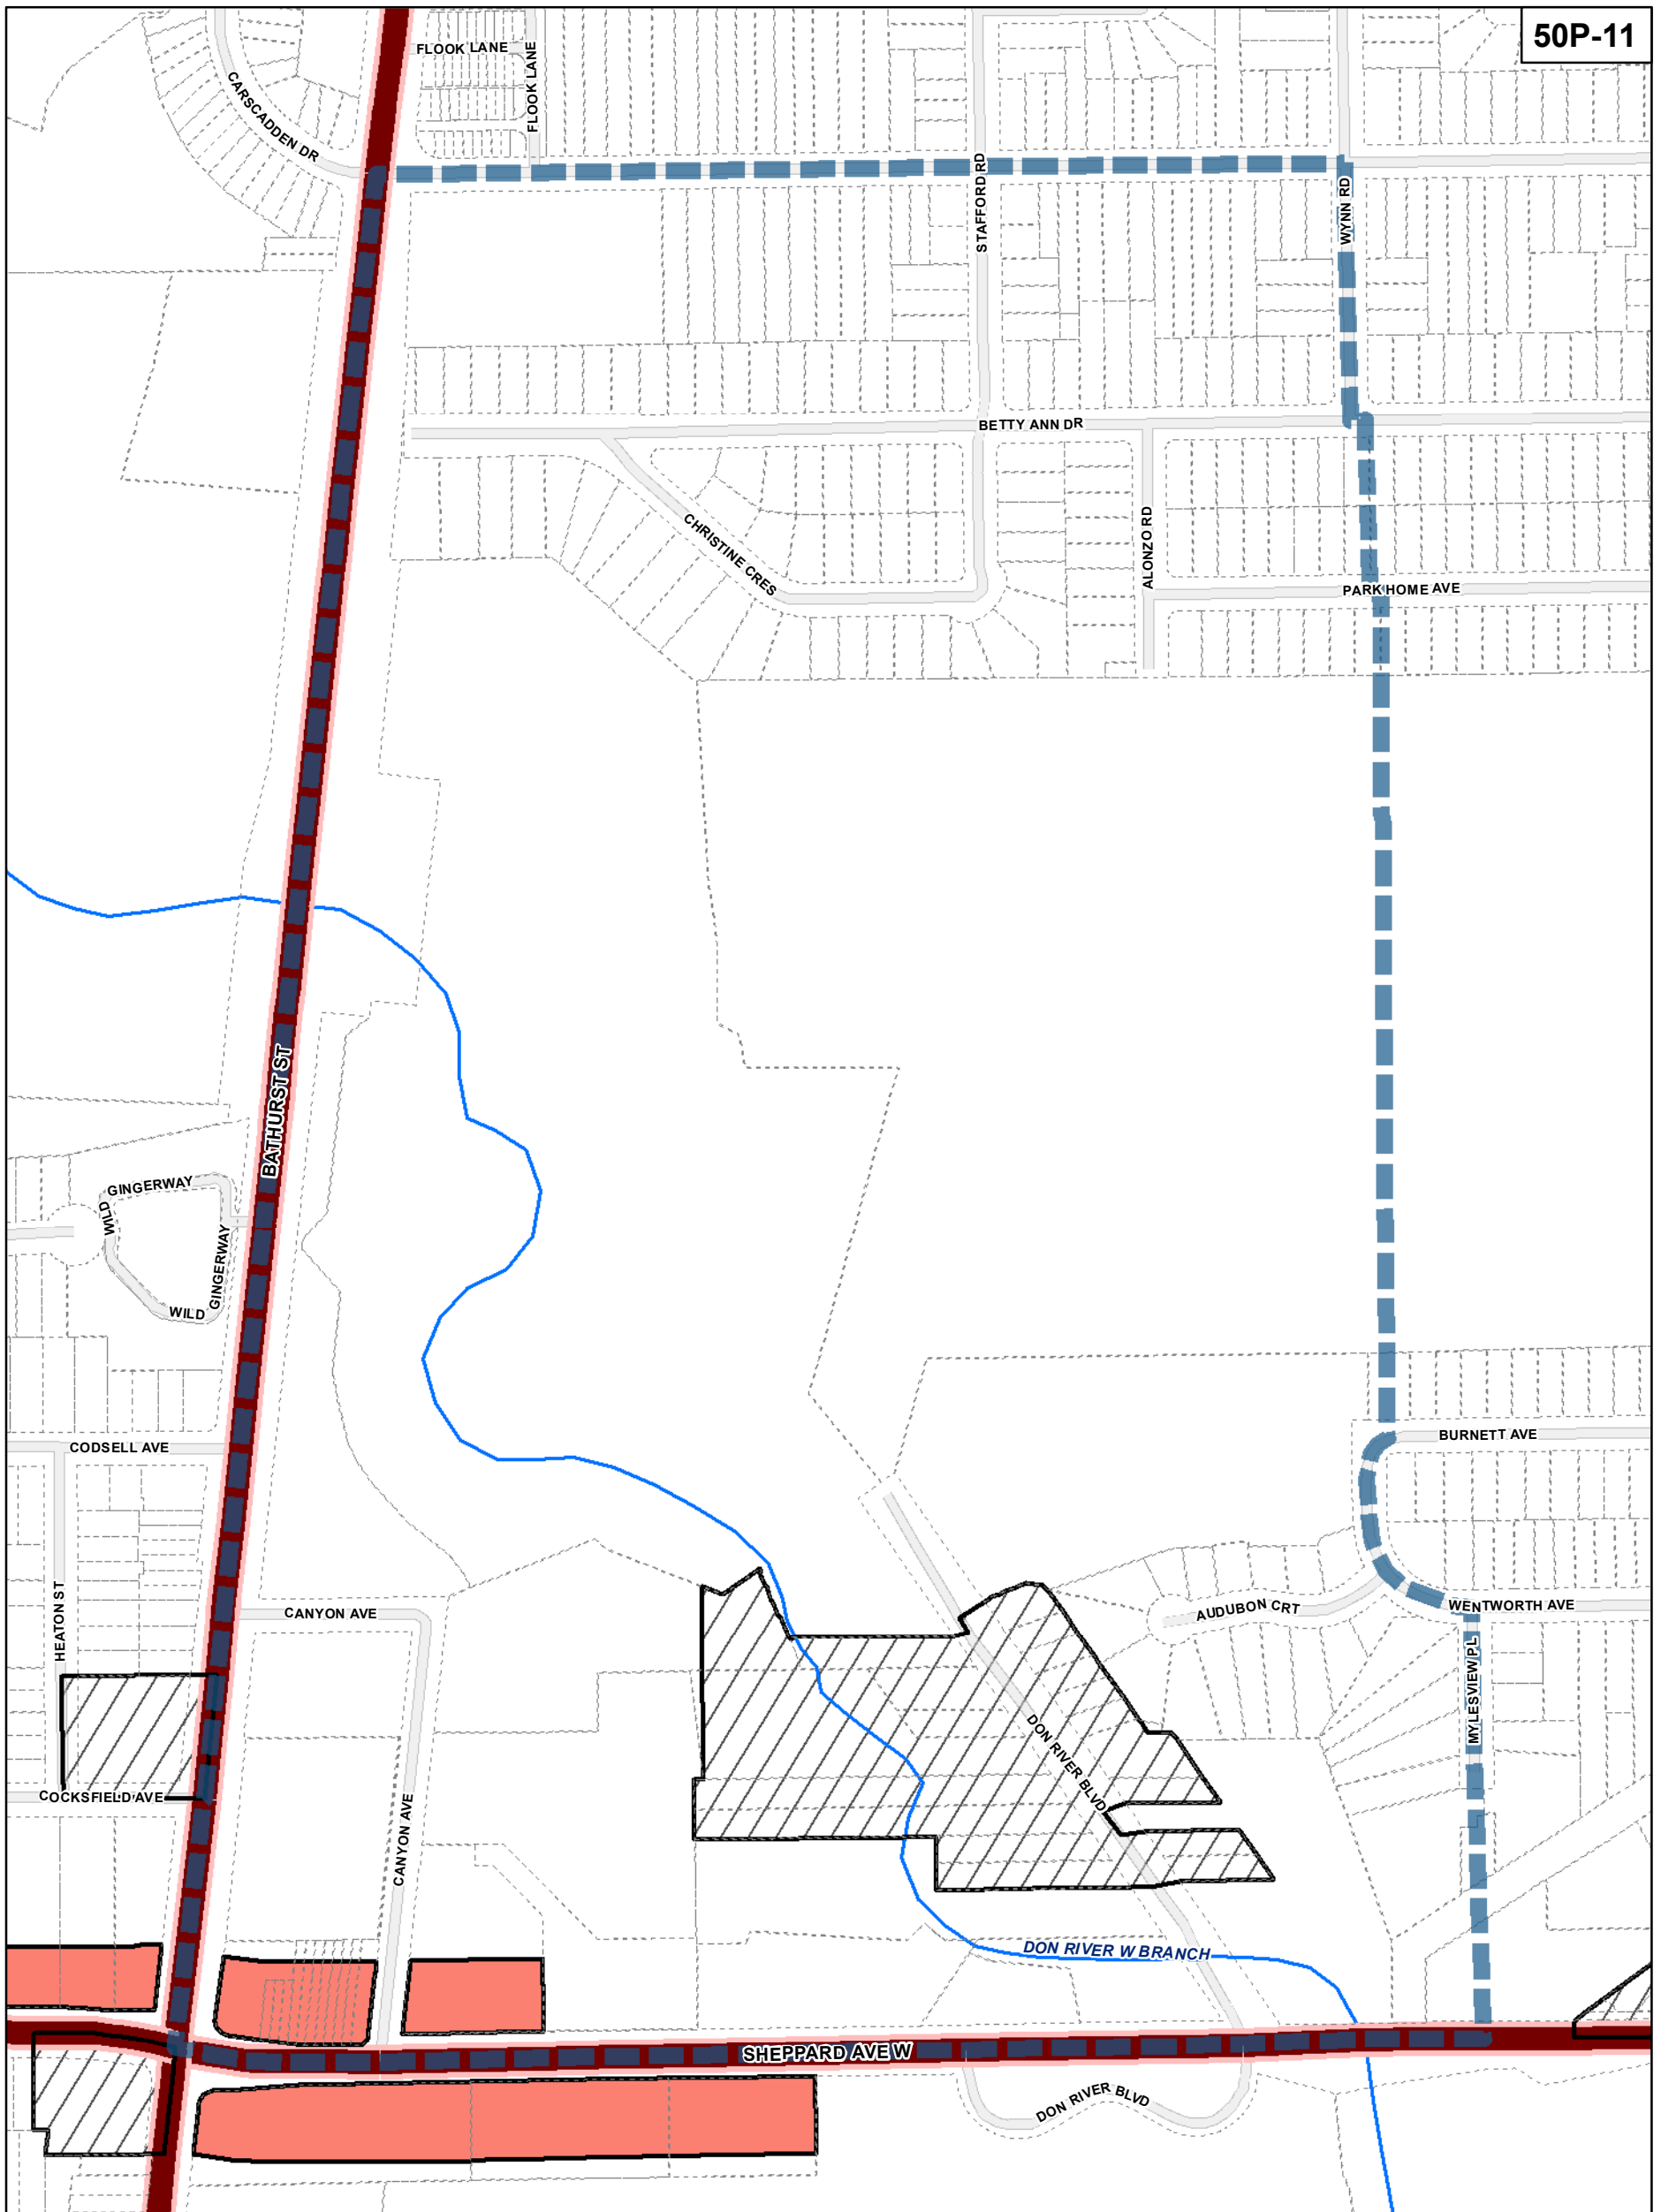 50P-11
FLOOK LANE
FLOOK LANE
CARSCADDEN DR
STAFFORD RD
WYNN RD
BETTY ANN DR
CHRISTINE CRES
ALONZO RD
PARK HOME AVE
BATHURST ST
GINGERWAY
WILD
GINGERWAY
WILD
CODSELL AVE
BURNETT AVE
HEATON ST
CANYON AVE
AUDUBON CRT
WENTWORTH AVE
MYLESVIEW PL
DON RIVER BLVD
COCKSFIELD AVE
CANYON AVE
DON RIVER W BRANCH
SHEPPARD AVE W
DON RIVER BLVD